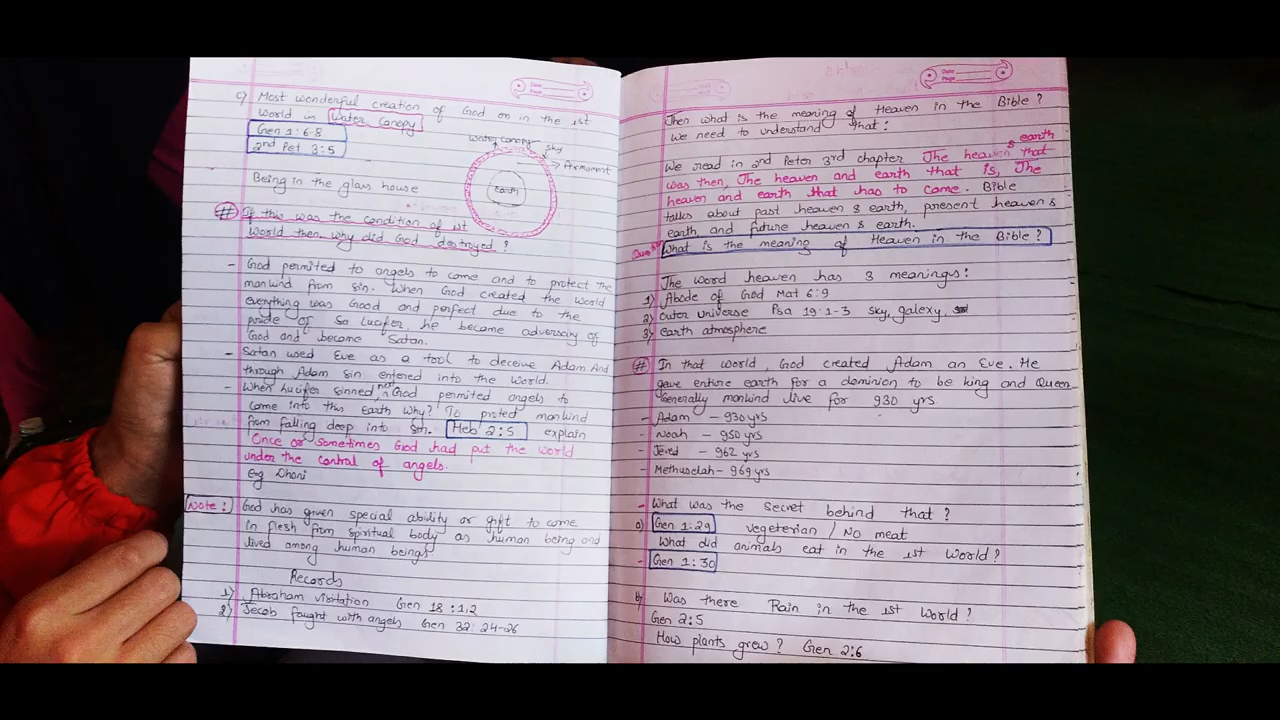 Date
Page
c) Most wonderful creation of God on in the 1st
World in Water Canopy
Gen 1:6-8
2nd Pet 3:5
Water canopy
sky
firmament
Earth
Being in the glass house
# If this was the condition of 1st
World then why did God destroyed ?
- God permited to angels to come and to protect the
mankind from sin. When God created the World
everything was Good and perfect due to the
pride of Sa Lucifer, he became adversary of
God and became Satan.
- Satan used Eve as a tool to deceive Adam And
through Adam Sin entered into the World.
- When Lucifer Sinned, not God permited angels to
come into this Earth Why? To proted mankind
from falling deep into Sin. Heb 2:5 explain
Once or sometimes God had put the world
under the control of angels.
Eg Dhoni
Note: God has given special ability or gift to come
in flesh from spiritual body as human being and
lived among human beings
Records
1) Abraham visitation Gen 18:1,2
2) Jecob fought with angels Gen 32:24-26
Date
Page
Then what is the meaning of Heaven in the Bible?
We need to understand that:
We read in 2nd Peter 3rd chapter The heaven & earth that
was then, The heaven and earth that is, The
heaven and earth that has to come. Bible
talks about past heaven & earth, present heaven &
earth and future heaven & earth.
What is the meaning of Heaven in the Bible?
The word heaven has 3 meanings:
1) Abode of God Mat 6:9
2) outer universe Psa 19:1-3 sky, galexy,
3) earth atmosphere
# In that world, God created Adam an Eve. He
gave entire earth for a dominion to be king and Queen
Generally mankind live for 930 yrs
- Adam - 930 yrs
- Noah - 950 yrs
- Jered - 962 yrs
- Methuselah - 969 yrs
- What was the Secret behind that ?
a) Gen 1:29 vegeterian / No meat
What did animals eat in the 1st World?
- Gen 1:30
b) Was there Rain in the 1st World?
Gen 2:5
How plants grew? Gen 2:6